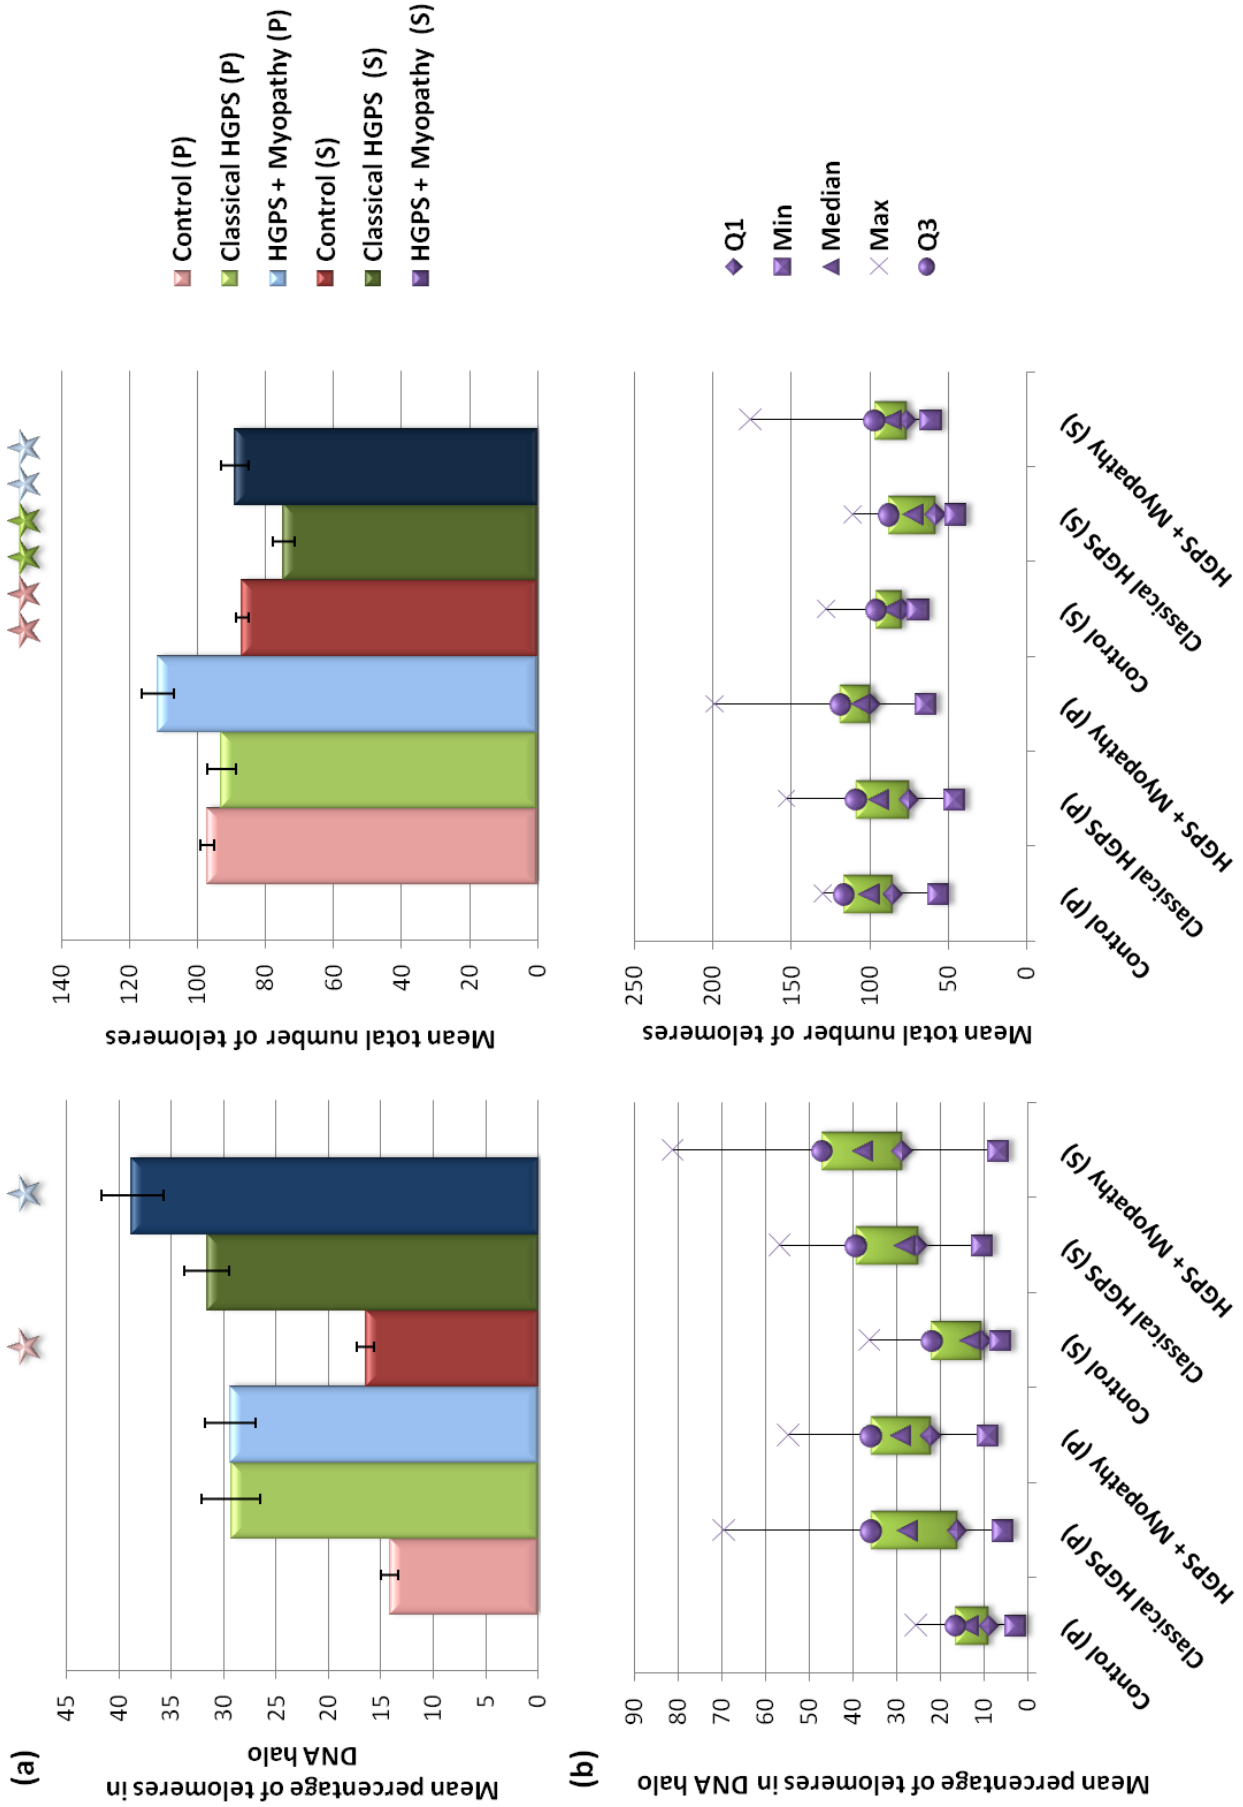 (a)
Mean percentage of telomeres in
DNA halo
45
40
35
30
25
20
15
10
5
0
Mean total number of telomeres
140
120
100
80
60
40
20
0
Control (P)
Classical HGPS (P)
HGPS + Myopathy (P)
Control (S)
Classical HGPS (S)
HGPS + Myopathy (S)
(b)
Mean percentage of telomeres in DNA halo
90
80
70
60
50
40
30
20
10
0
Control (P)
Classical HGPS (P)
HGPS + Myopathy (P)
Control (S)
Classical HGPS (S)
HGPS + Myopathy (S)
Mean total number of telomeres
250
200
150
100
50
0
Control (P)
Classical HGPS (P)
HGPS + Myopathy (P)
Control (S)
Classical HGPS (S)
HGPS + Myopathy (S)
Q1
Min
Median
Max
Q3